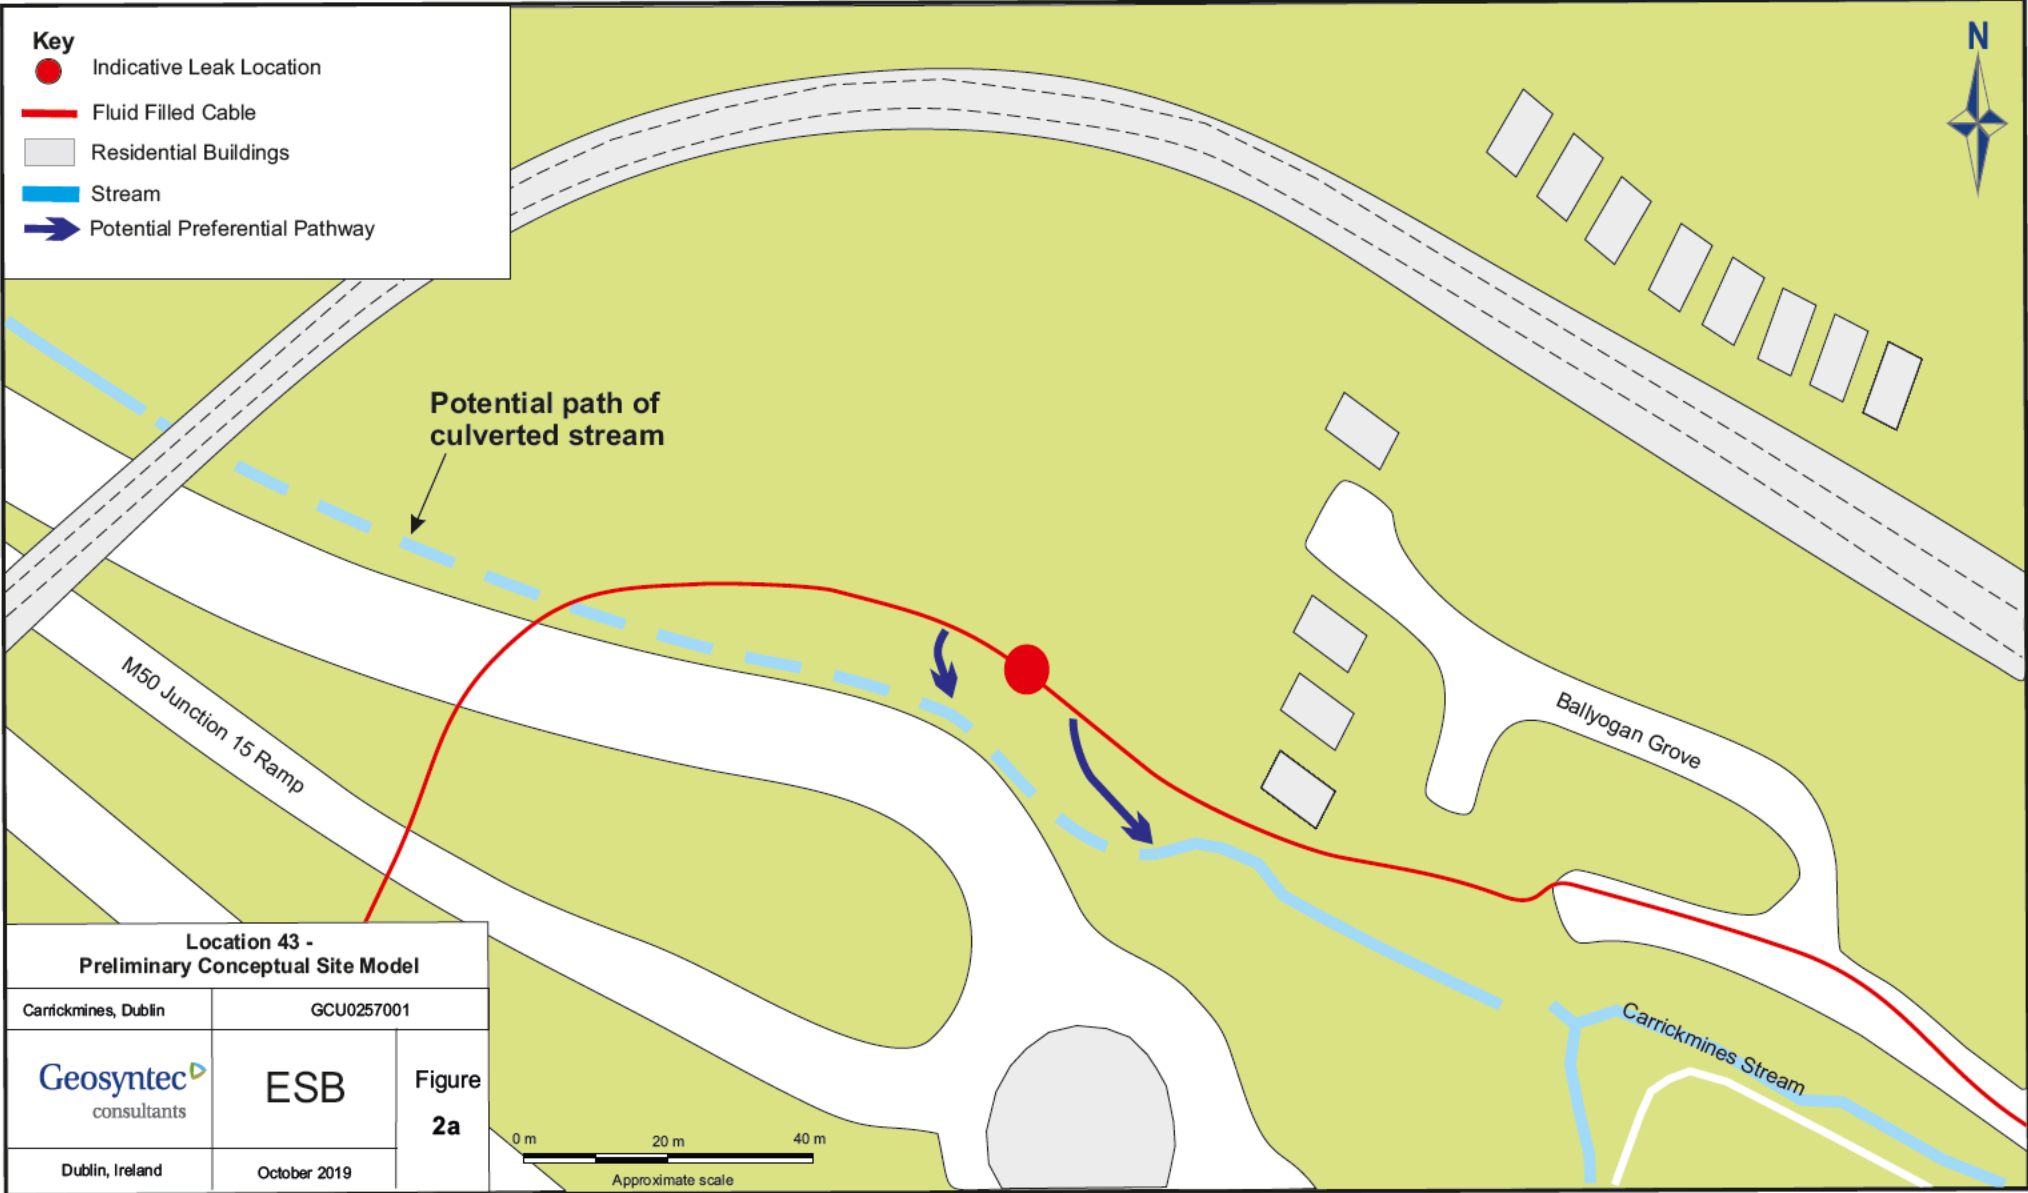 Key
Indicative Leak Location
Fluid Filled Cable
Residential Buildings
Stream
Potential Preferential Pathway
N
Potential path of
culverted stream
M50 Junction 15 Ramp
Ballyogan Grove
Carrickmines Stream
Location 43 -
Preliminary Conceptual Site Model
Carrickmines, Dublin
GCU0257001
Geosyntec
consultants
ESB
Figure
2a
Dublin, Ireland
October 2019
0 m
20 m
40 m
Approximate scale